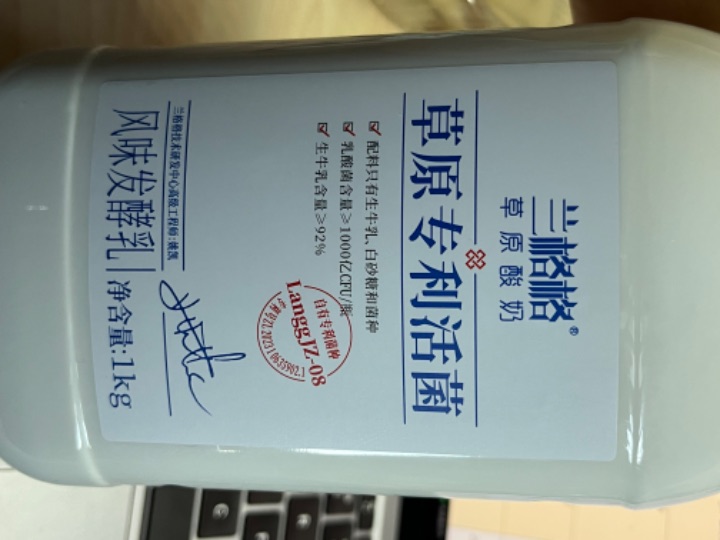 兰格格®
草原酸奶
草原专利活菌
配料只有生牛乳、白砂糖和菌种
乳酸菌含量≥1000亿CFU/瓶
生牛乳含量≥92%
自有专利菌种
LanggJZ-08
兰格格技术研发中心高级工程师:
风味发酵乳
净含量:1kg